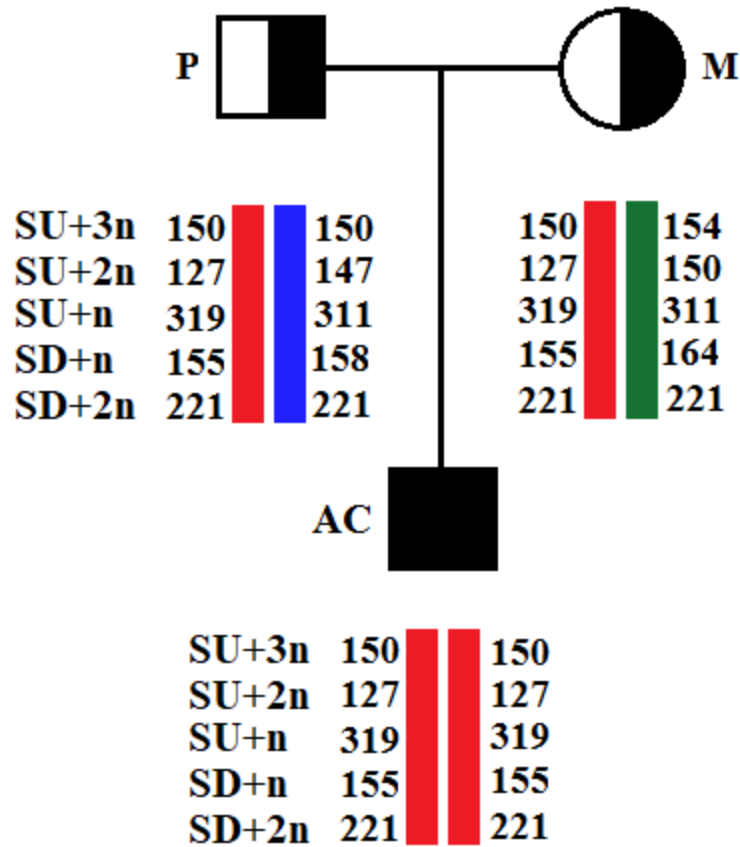 P M
SU+3n 150 150 150 154
SU+2n 127 147 127 150
SU+n 319 311 319 311
SD+n 155 158 155 164
SD+2n 221 221 221 221
AC
SU+3n 150 150
SU+2n 127 127
SU+n 319 319
SD+n 155 155
SD+2n 221 221